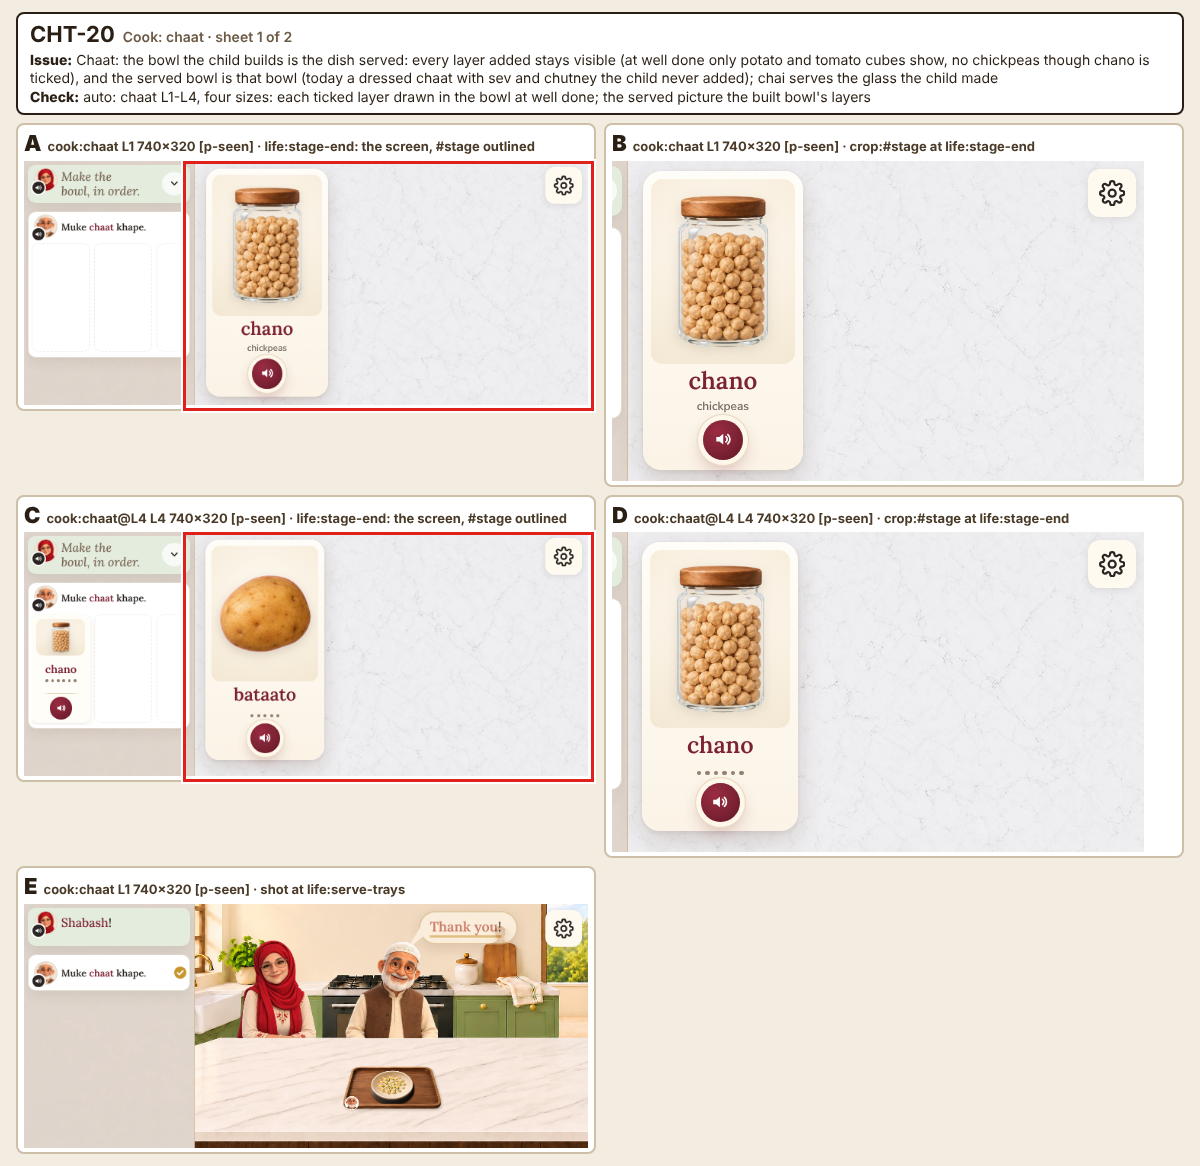 CHT-20 Cook: chaat · sheet 1 of 2
Issue: Chaat: the bowl the child builds is the dish served: every layer added stays visible (at well done only potato and tomato cubes show, no chickpeas though chano is
ticked), and the served bowl is that bowl (today a dressed chaat with sev and chutney the child never added); chai serves the glass the child made
Check: auto: chaat L1-L4, four sizes: each ticked layer drawn in the bowl at well done; the served picture the built bowl's layers
A cook:chaat L1 740×320 [p-seen] · life:stage-end: the screen, #stage outlined
Make the
bowl, in order.
Muke chaat khape.
chano
chickpeas
B cook:chaat L1 740×320 [p-seen] · crop:#stage at life:stage-end
chano
chickpeas
C cook:chaat@L4 L4 740×320 [p-seen] · life:stage-end: the screen, #stage outlined
Make the
bowl, in order.
Muke chaat khape.
chano
bataato
D cook:chaat@L4 L4 740×320 [p-seen] · crop:#stage at life:stage-end
chano
E cook:chaat L1 740×320 [p-seen] · shot at life:serve-trays
Shabash!
Muke chaat khape.
Thank you!